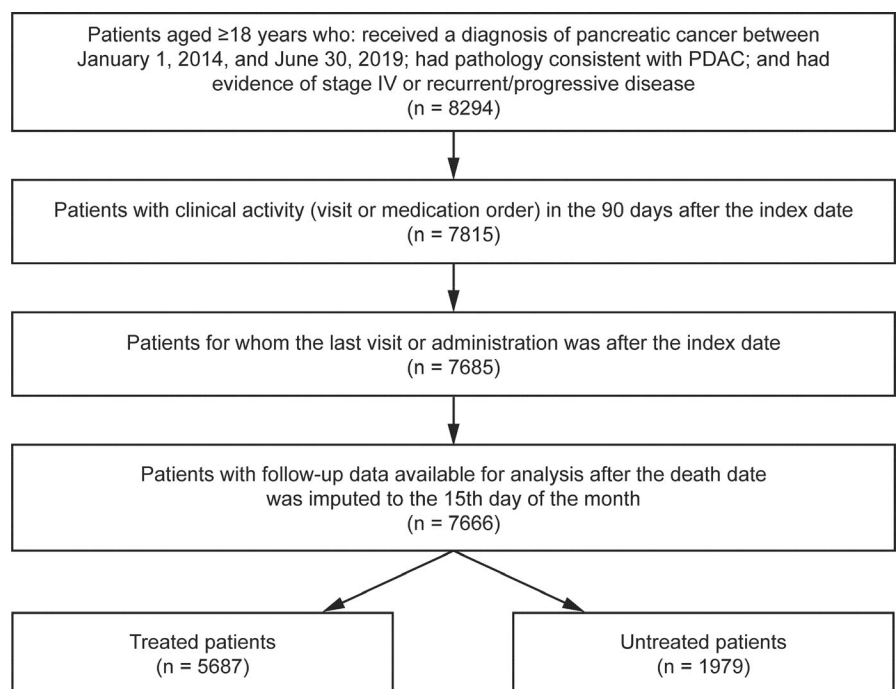 Patients aged ≥18 years who: received a diagnosis of pancreatic cancer between
January 1, 2014, and June 30, 2019; had pathology consistent with PDAC; and had
evidence of stage IV or recurrent/progressive disease
(n = 8294)
Patients with clinical activity (visit or medication order) in the 90 days after the index date
(n = 7815)
Patients for whom the last visit or administration was after the index date
(n = 7685)
Patients with follow-up data available for analysis after the death date
was imputed to the 15th day of the month
(n = 7666)
Treated patients
(n = 5687)
Untreated patients
(n = 1979)